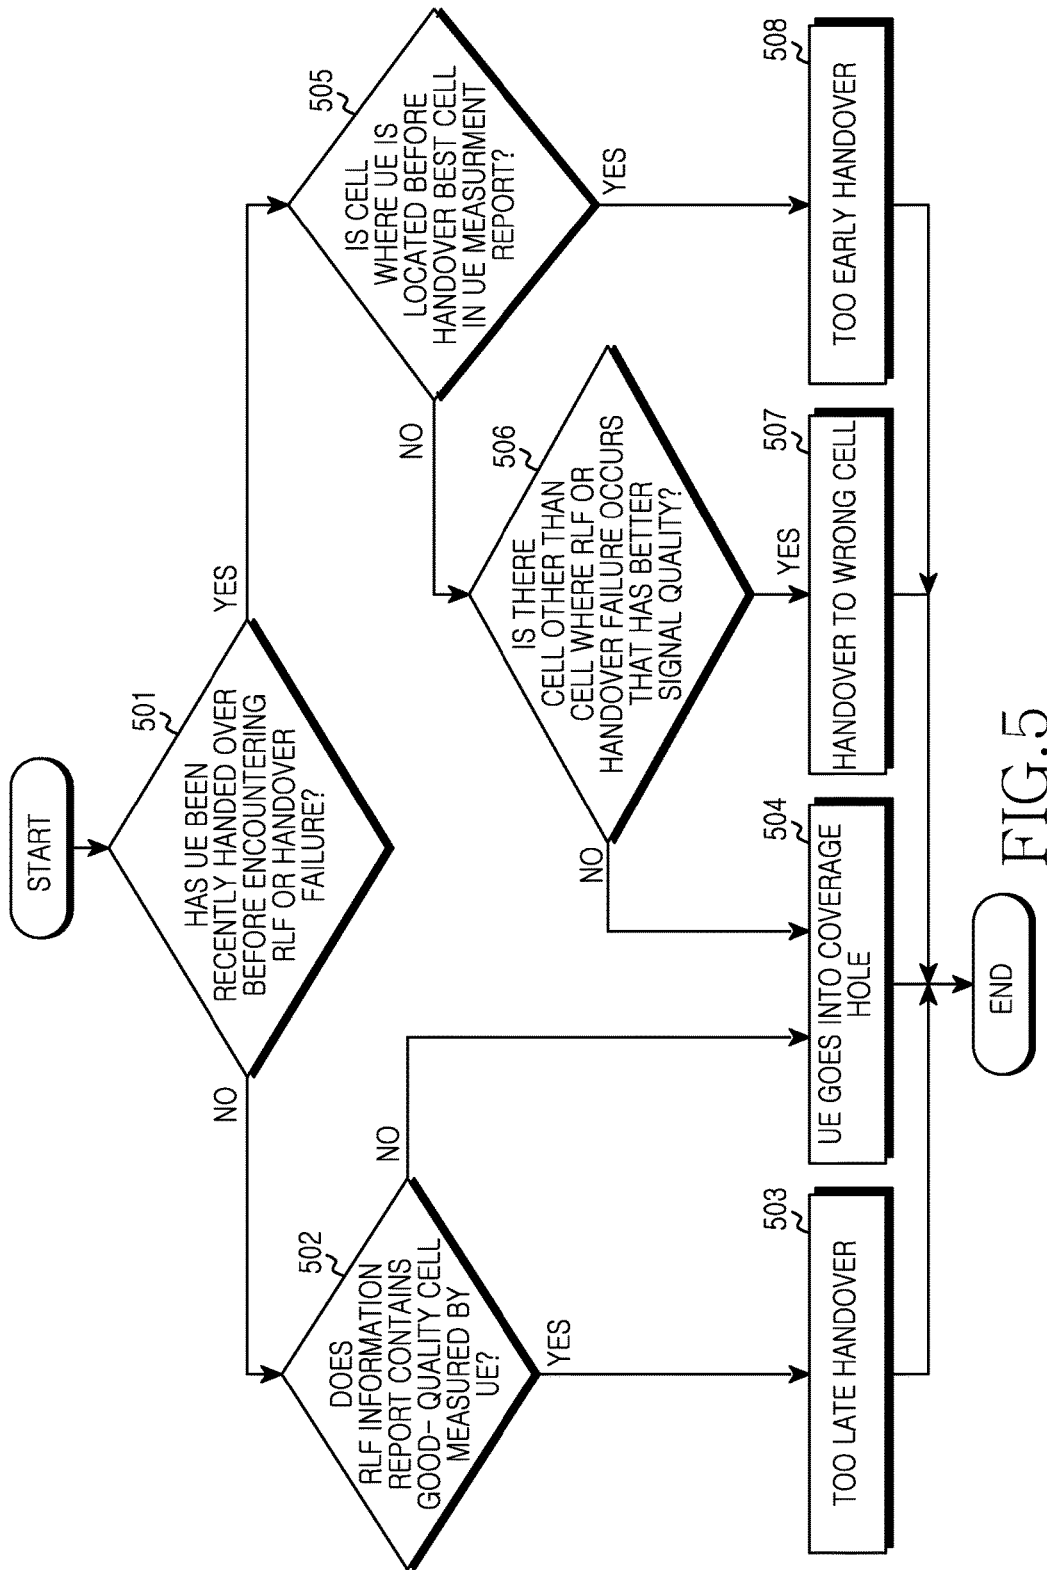 START
501
HAS UE BEEN
RECENTLY HANDED OVER
BEFORE ENCOUNTERING
RLF OR HANDOVER
FAILURE?
NO
YES
502
DOES
RLF INFORMATION
REPORT CONTAINS
GOOD- QUALITY CELL
MEASURED BY
UE?
NO
YES
505
IS CELL
WHERE UE IS
LOCATED BEFORE
HANDOVER BEST CELL
IN UE MEASURMENT
REPORT?
NO
YES
506
IS THERE
CELL OTHER THAN
CELL WHERE RLF OR
HANDOVER FAILURE OCCURS
THAT HAS BETTER
SIGNAL QUALITY?
NO
YES
503
TOO LATE HANDOVER
504
UE GOES INTO COVERAGE
HOLE
507
HANDOVER TO WRONG CELL
508
TOO EARLY HANDOVER
END
FIG.5